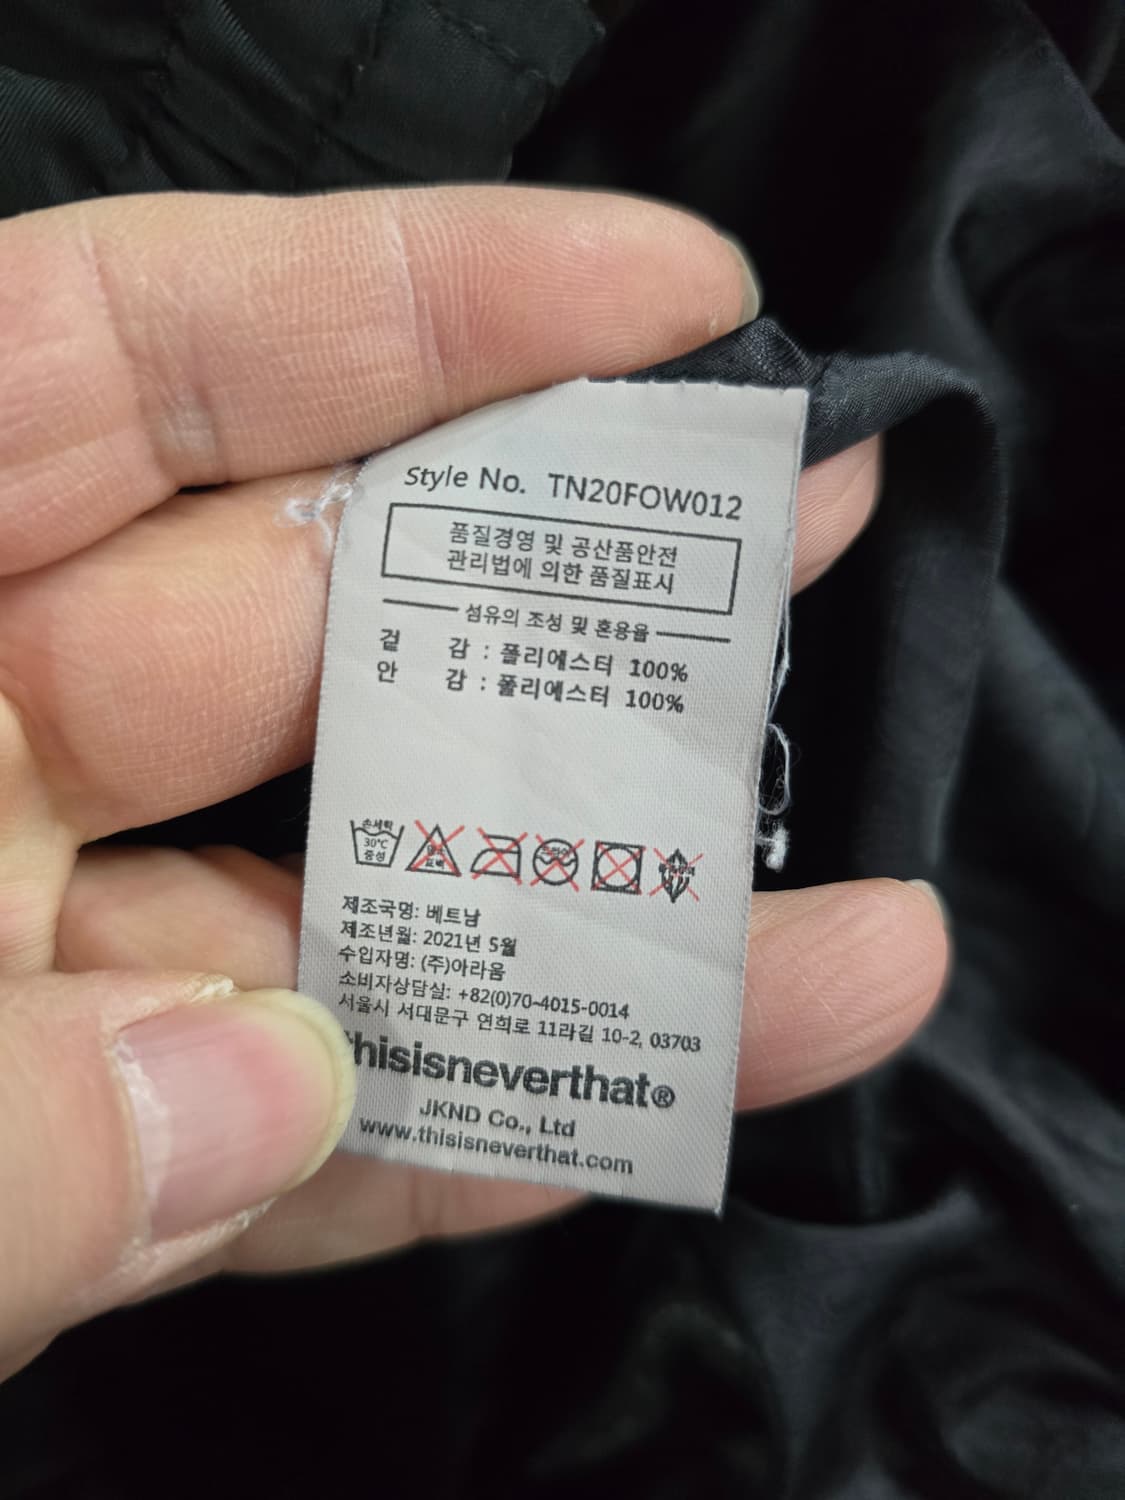 Style No. TN20FOW012
품질경영 및 공산품안전
관리법에 의한 품질표시
섬유의 조성 및 혼용율
겉 감 : 폴리에스터 100%
안 감 : 폴리에스터 100%
손세탁
30℃
중성
제조국명: 베트남
제조년월: 2021년 5월
수입자명: (주)아라움
소비자상담실: +82(0)70-4015-0014
서울시 서대문구 연희로 11라길 10-2, 03703
thisisneverthat®
JKND Co., Ltd
www.thisisneverthat.com